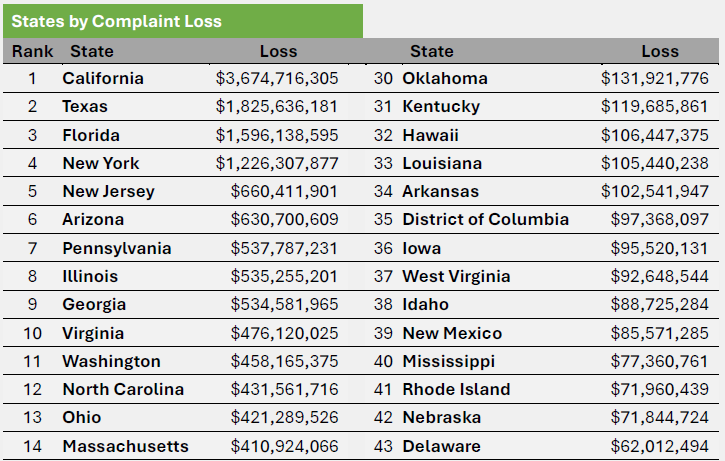 States by Complaint Loss
Rank State Loss State Loss
1 California $3,674,716,305 30 Oklahoma $131,921,776
2 Texas $1,825,636,181 31 Kentucky $119,685,861
3 Florida $1,596,138,595 32 Hawaii $106,447,375
4 New York $1,226,307,877 33 Louisiana $105,440,238
5 New Jersey $660,411,901 34 Arkansas $102,541,947
6 Arizona $630,700,609 35 District of Columbia $97,368,097
7 Pennsylvania $537,787,231 36 Iowa $95,520,131
8 Illinois $535,255,201 37 West Virginia $92,648,544
9 Georgia $534,581,965 38 Idaho $88,725,284
10 Virginia $476,120,025 39 New Mexico $85,571,285
11 Washington $458,165,375 40 Mississippi $77,360,761
12 North Carolina $431,561,716 41 Rhode Island $71,960,439
13 Ohio $421,289,526 42 Nebraska $71,844,724
14 Massachusetts $410,924,066 43 Delaware $62,012,494